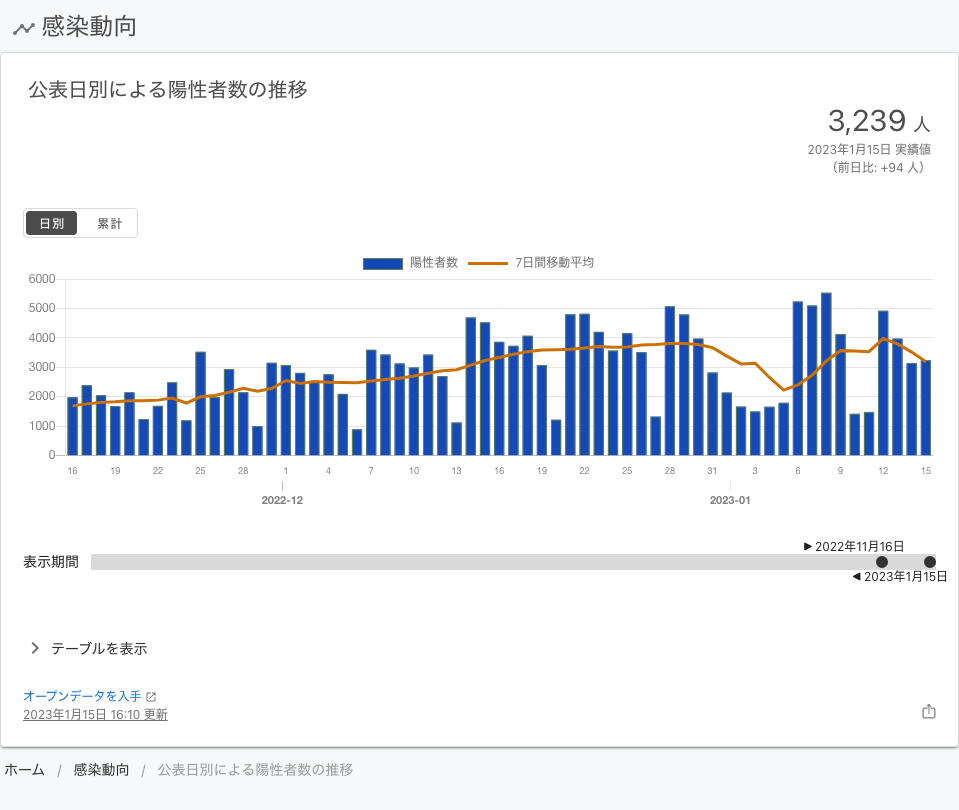 感染動向
公表日別による陽性者数の推移
3,239 人
2023年1月15日 実績値
（前日比: +94 人）
日別 累計
陽性者数 7日間移動平均
6000
5000
4000
3000
2000
1000
0
16 19 22 25 28 1 4 7 10 13 16 19 22 25 28 31 3 6 9 12 15
2022-12 2023-01
▶ 2022年11月16日
表示期間
◀ 2023年1月15日
テーブルを表示
オープンデータを入手
2023年1月15日 16:10 更新
ホーム / 感染動向 / 公表日別による陽性者数の推移